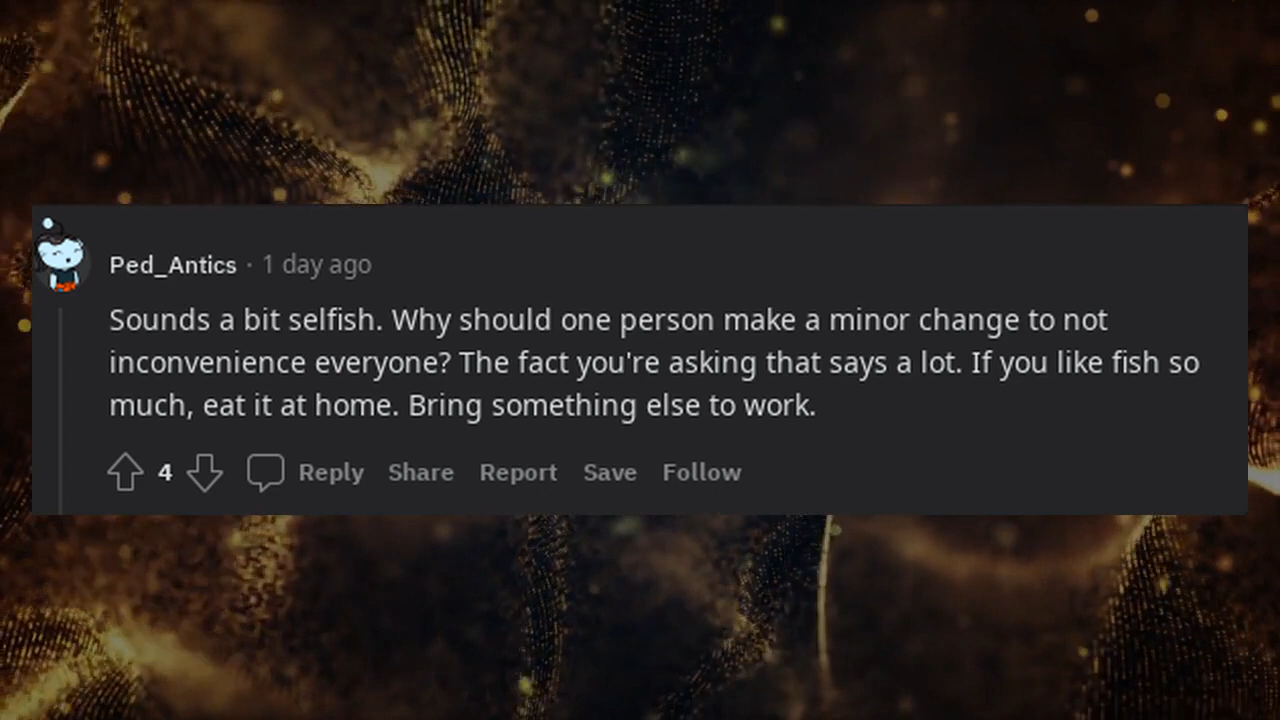 Ped_Antics · 1 day ago
Sounds a bit selfish. Why should one person make a minor change to not
inconvenience everyone? The fact you're asking that says a lot. If you like fish so
much, eat it at home. Bring something else to work.
4 Reply Share Report Save Follow